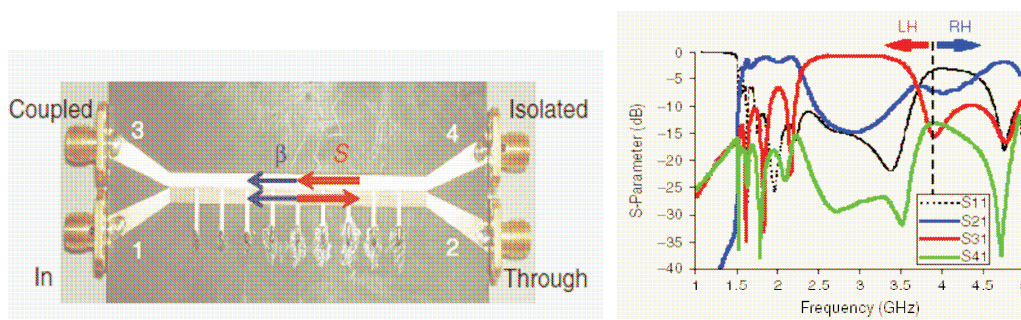 Coupled
Isolated
3
4
β
S
1
2
In
Through
LH
RH
0
−5
−10
−15
−20
−25
−30
−35
−40
S-Parameter (dB)
S11
S21
S31
S41
1
1.5
2
2.5
3
3.5
4
4.5
5
Frequency (GHz)